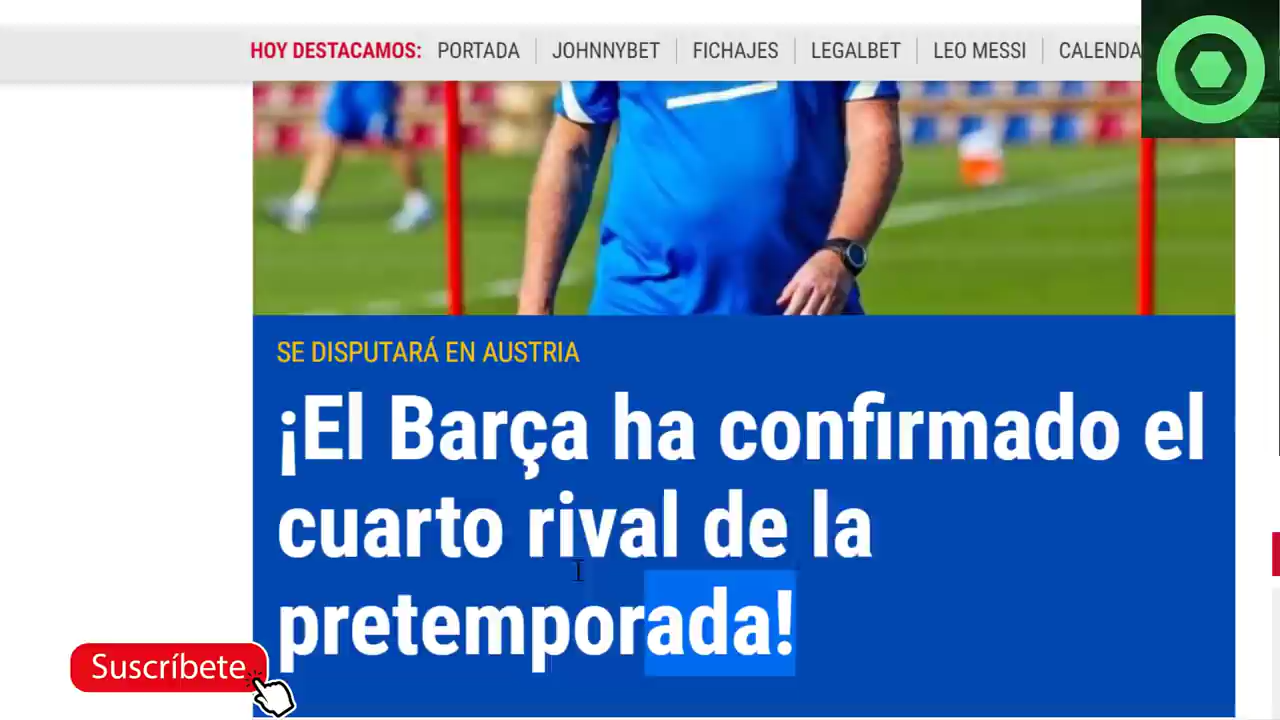 HOY DESTACAMOS: PORTADA JOHNNYBET FICHAJES LEGALBET LEO MESSI CALENDA
SE DISPUTARÁ EN AUSTRIA
¡El Barça ha confirmado el
cuarto rival de la
pretemporada!
Suscríbete